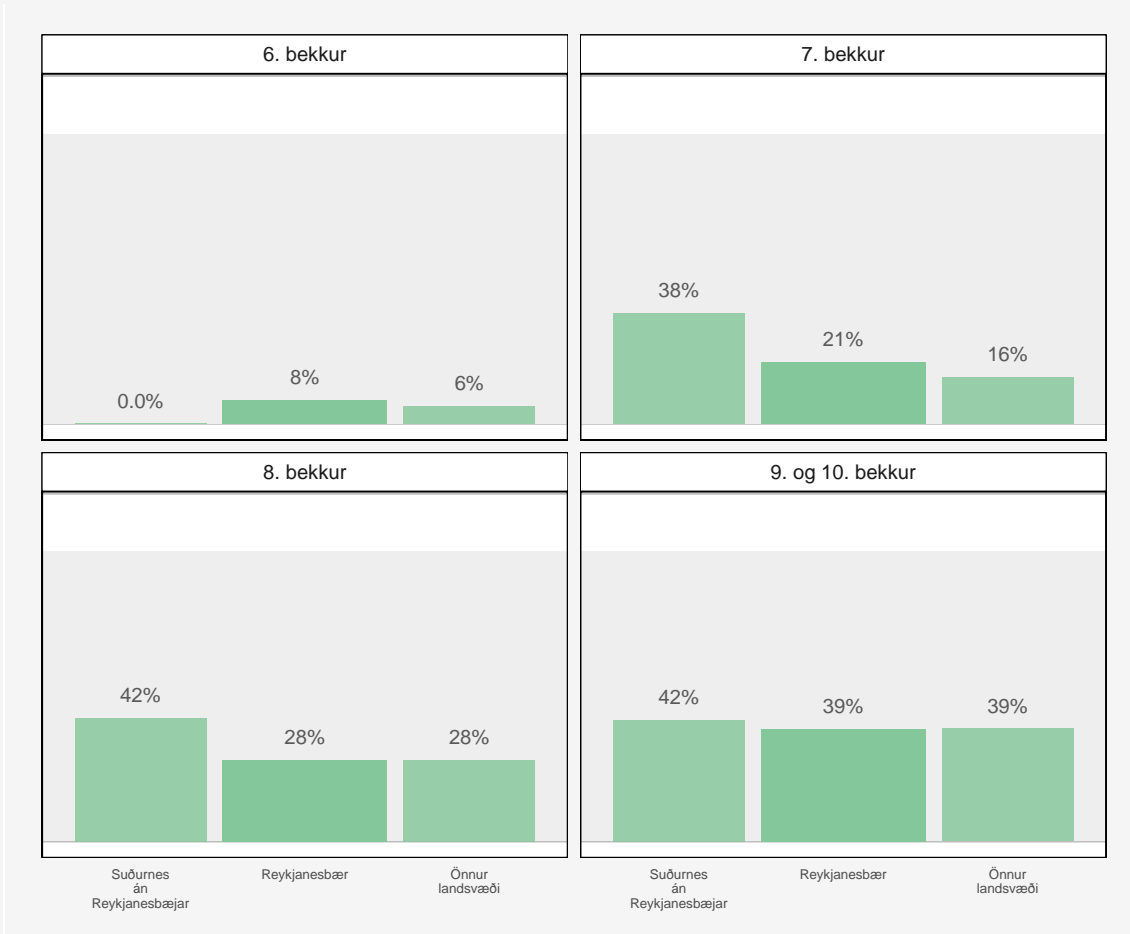 6. bekkur
7. bekkur
0.0%
8%
6%
38%
21%
16%
8. bekkur
9. og 10. bekkur
42%
28%
28%
42%
39%
39%
Suðurnes
án
Reykjanesbæjar
Reykjanesbær
Önnur
landsvæði
Suðurnes
án
Reykjanesbæjar
Reykjanesbær
Önnur
landsvæði